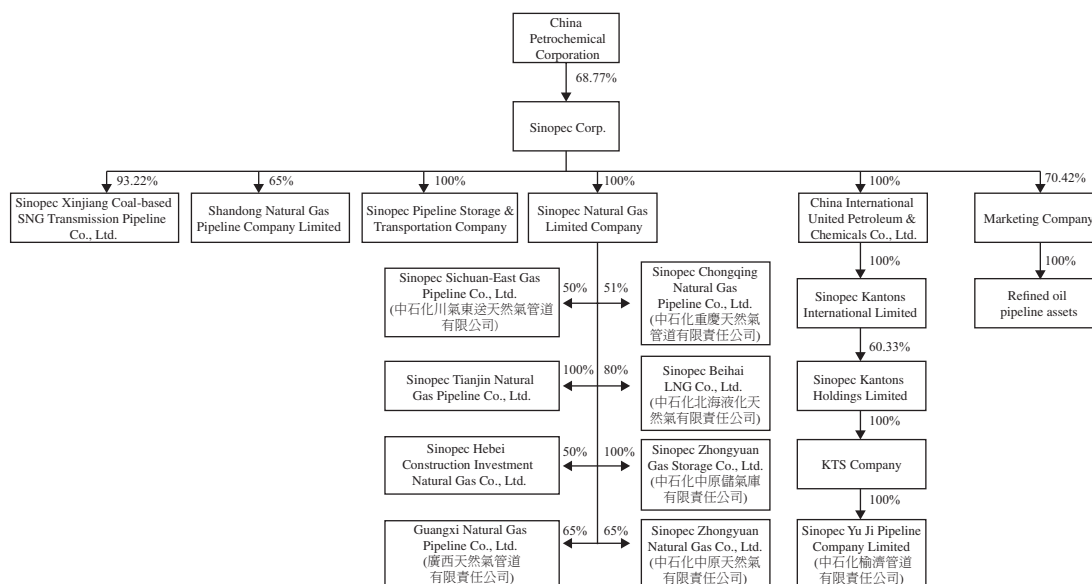 China
Petrochemical
Corporation
68.77%
Sinopec Corp.
93.22%
65%
100%
100%
100%
70.42%
Sinopec Xinjiang Coal-based
SNG Transmission Pipeline
Co., Ltd.
Shandong Natural Gas
Pipeline Company Limited
Sinopec Pipeline Storage &
Transportation Company
Sinopec Natural Gas
Limited Company
China International
United Petroleum &
Chemicals Co., Ltd.
Marketing Company
100%
100%
Sinopec Sichuan-East Gas
Pipeline Co., Ltd.
(中石化川氣東送天然氣管道
有限公司)
50%
51%
Sinopec Chongqing
Natural Gas
Pipeline Co., Ltd.
(中石化重慶天然氣
管道有限責任公司)
Sinopec Kantons
International Limited
Refined oil
pipeline assets
60.33%
Sinopec Tianjin Natural
Gas Pipeline Co., Ltd.
100%
80%
Sinopec Beihai
LNG Co., Ltd.
(中石化北海液化天
然氣有限責任公司)
Sinopec Kantons
Holdings Limited
100%
Sinopec Hebei
Construction Investment
Natural Gas Co., Ltd.
50%
100%
Sinopec Zhongyuan
Gas Storage Co., Ltd.
(中石化中原儲氣庫
有限責任公司)
KTS Company
100%
Guangxi Natural Gas
Pipeline Co., Ltd.
(廣西天然氣管道
有限責任公司)
65%
65%
Sinopec Zhongyuan
Natural Gas Co., Ltd.
(中石化中原天然氣
有限責任公司)
Sinopec Yu Ji Pipeline
Company Limited
(中石化榆濟管道
有限責任公司)